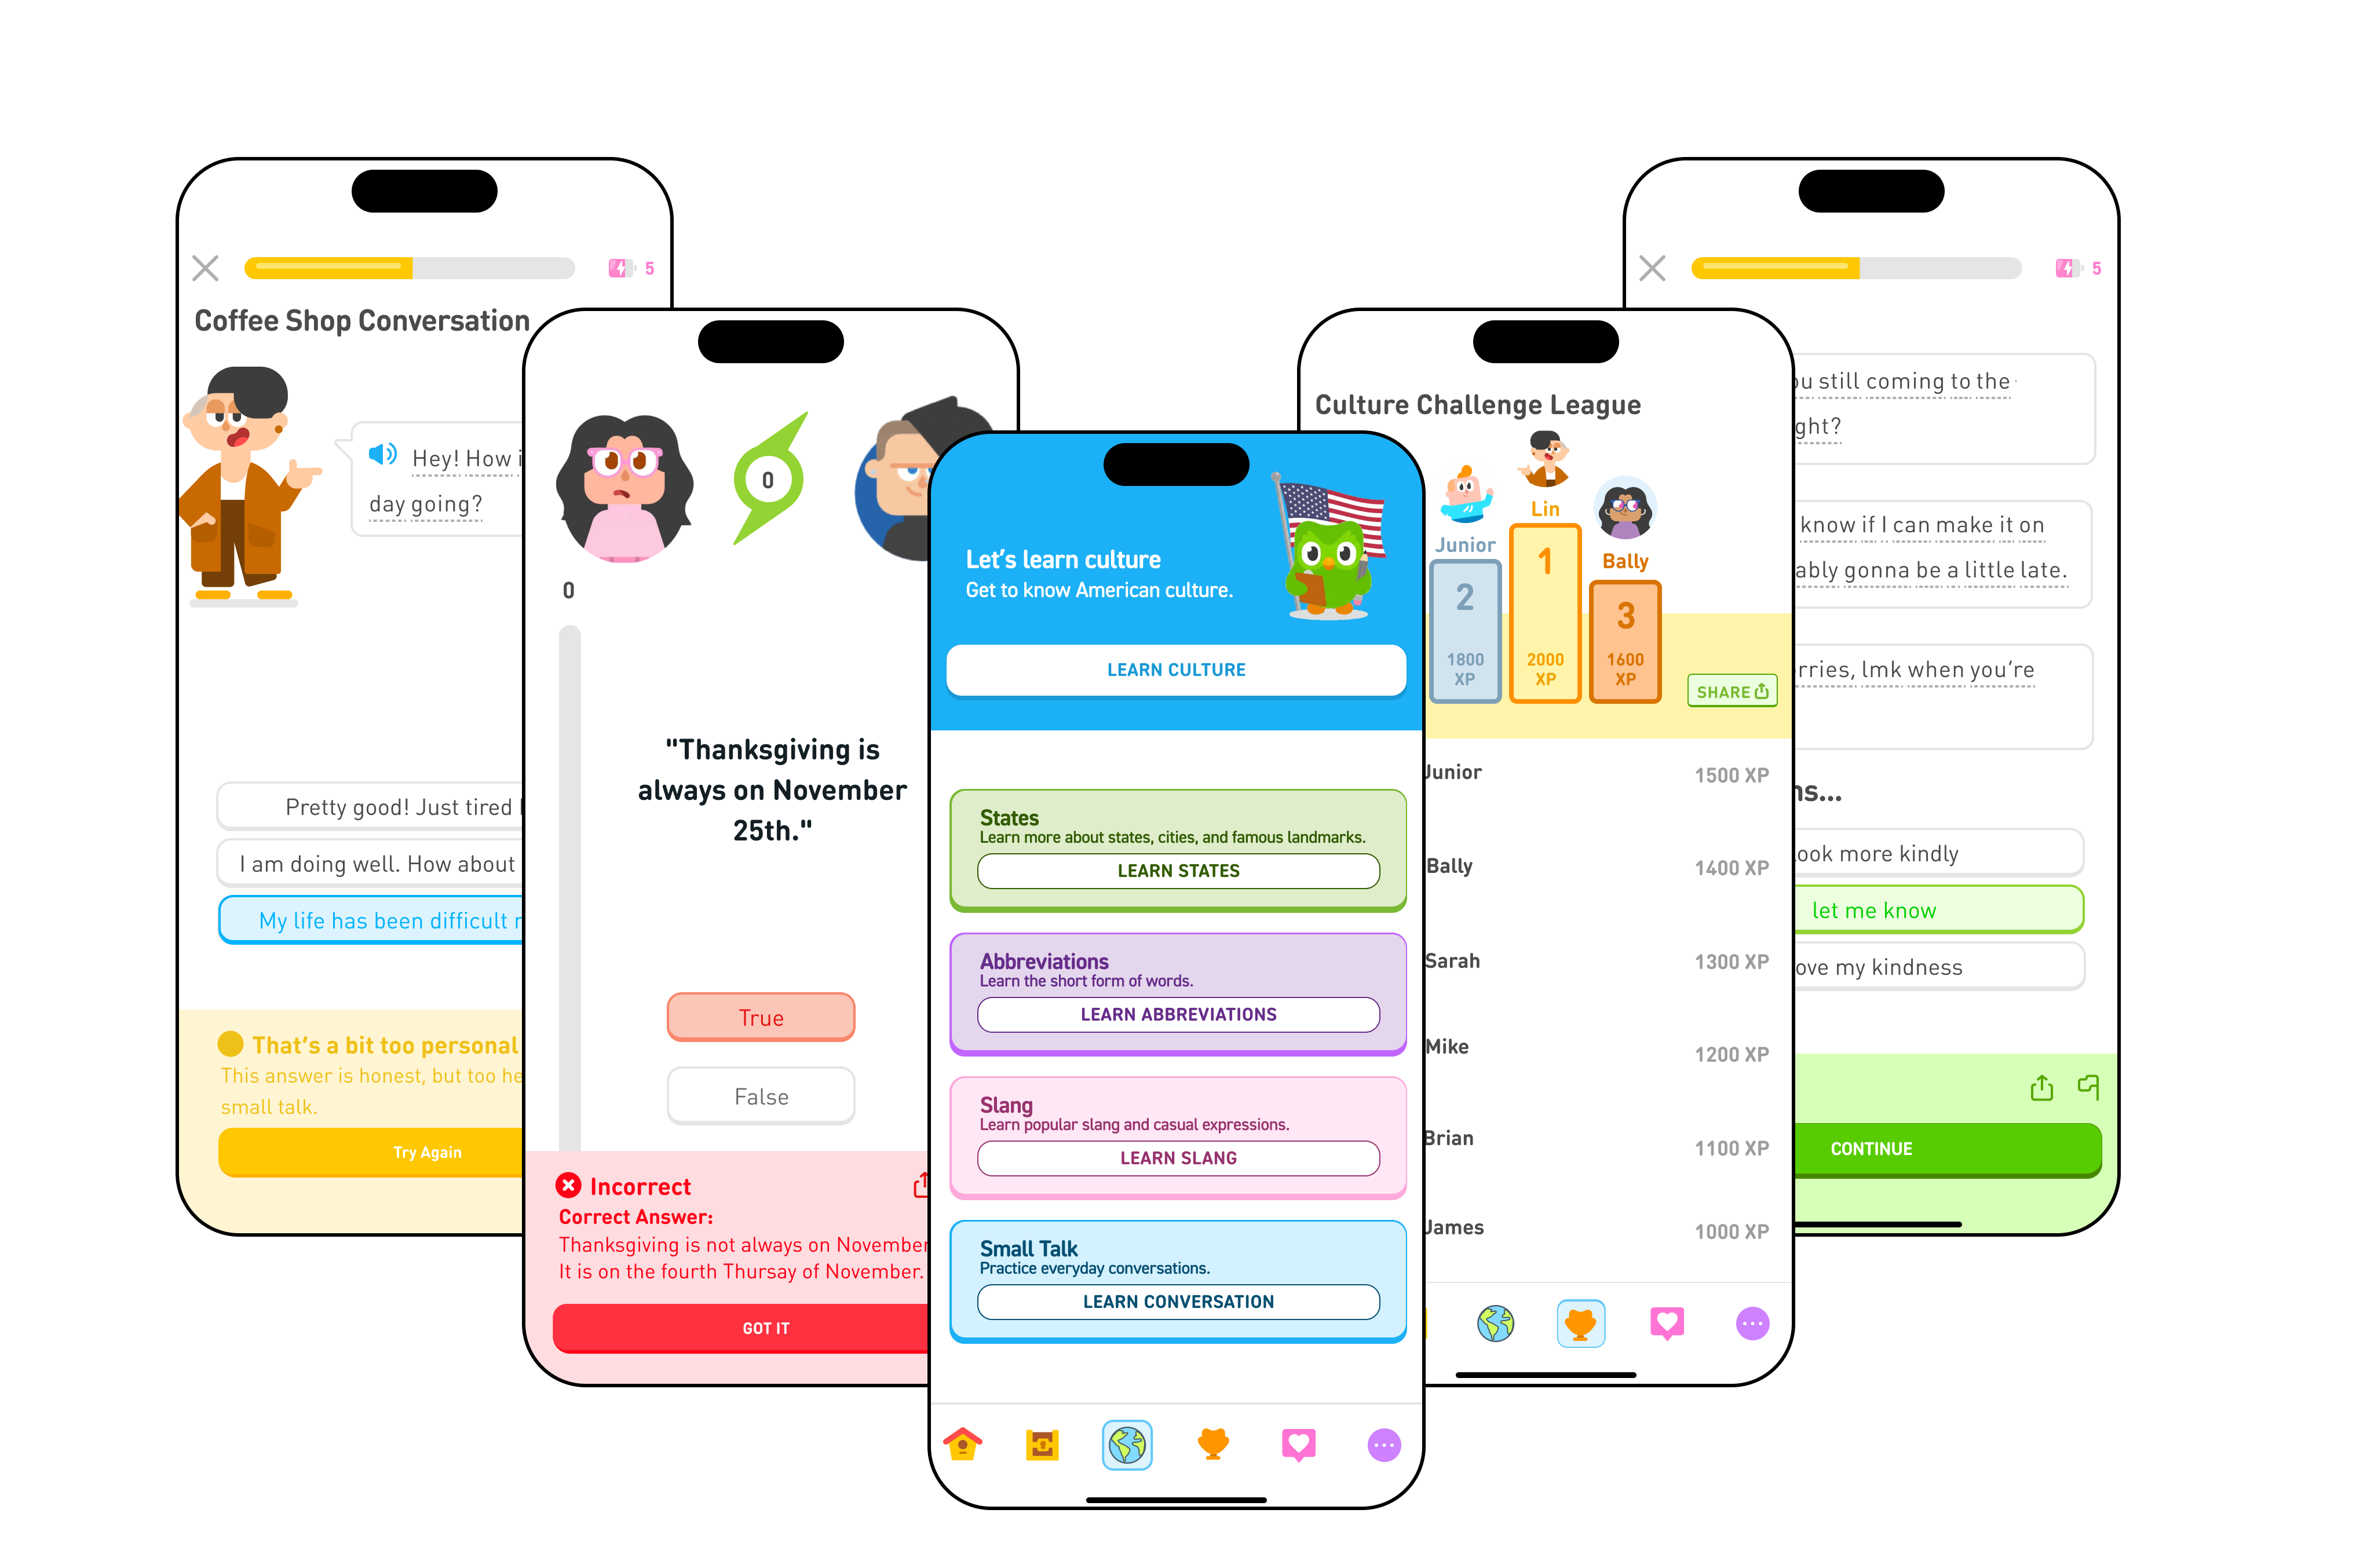 5
Coffee Shop Conversation
Hey! How
day going?
Pretty good! Just tired
I am doing well. How about
My life has been difficult
That's a bit too personal
This answer is honest, but too
small talk.
Try Again
0
0
"Thanksgiving is
always on November
25th."
True
False
Incorrect
Correct Answer:
Thanksgiving is not always on November
It is on the fourth Thursay of November.
GOT IT
Let's learn culture
Get to know American culture.
LEARN CULTURE
States
Learn more about states, cities, and famous landmarks.
LEARN STATES
Abbreviations
Learn the short form of words.
LEARN ABBREVIATIONS
Slang
Learn popular slang and casual expressions.
LEARN SLANG
Small Talk
Practice everyday conversations.
LEARN CONVERSATION
Culture Challenge League
Lin
Junior
Bally
1
2
3
1800
XP
2000
XP
1600
XP
SHARE
Junior 1500 XP
Bally 1400 XP
Sarah 1300 XP
Mike 1200 XP
Brian 1100 XP
James 1000 XP
5
still coming to the
know if I can make it on
gonna be a little late.
lmk when you're
more kindly
let me know
my kindness
CONTINUE